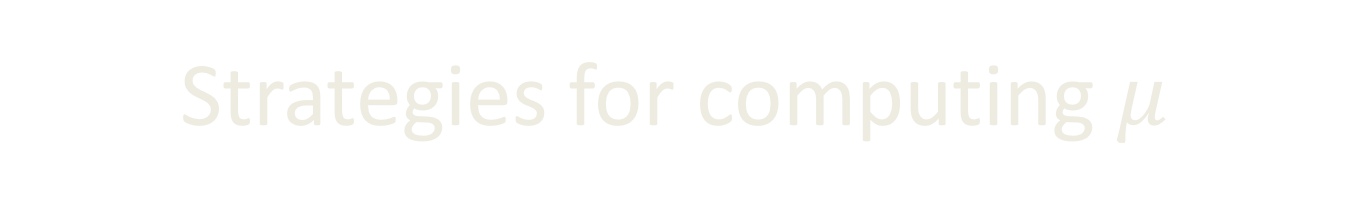 Strategies for computing 𝜇